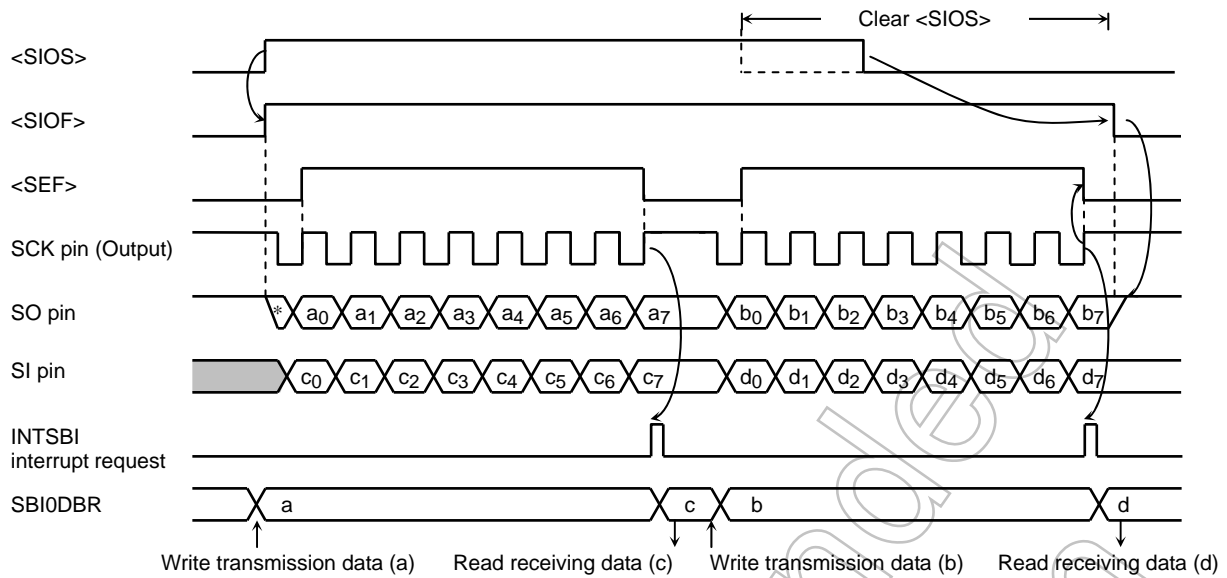 Clear <SIOS>
<SIOS>
<SIOF>
<SEF>
SCK pin (Output)
SO pin * a0 a1 a2 a3 a4 a5 a6 a7 b0 b1 b2 b3 b4 b5 b6 b7
SI pin c0 c1 c2 c3 c4 c5 c6 c7 d0 d1 d2 d3 d4 d5 d6 d7
INTSBI
interrupt request
SBI0DBR a c b d
Write transmission data (a) Read receiving data (c) Write transmission data (b) Read receiving data (d)